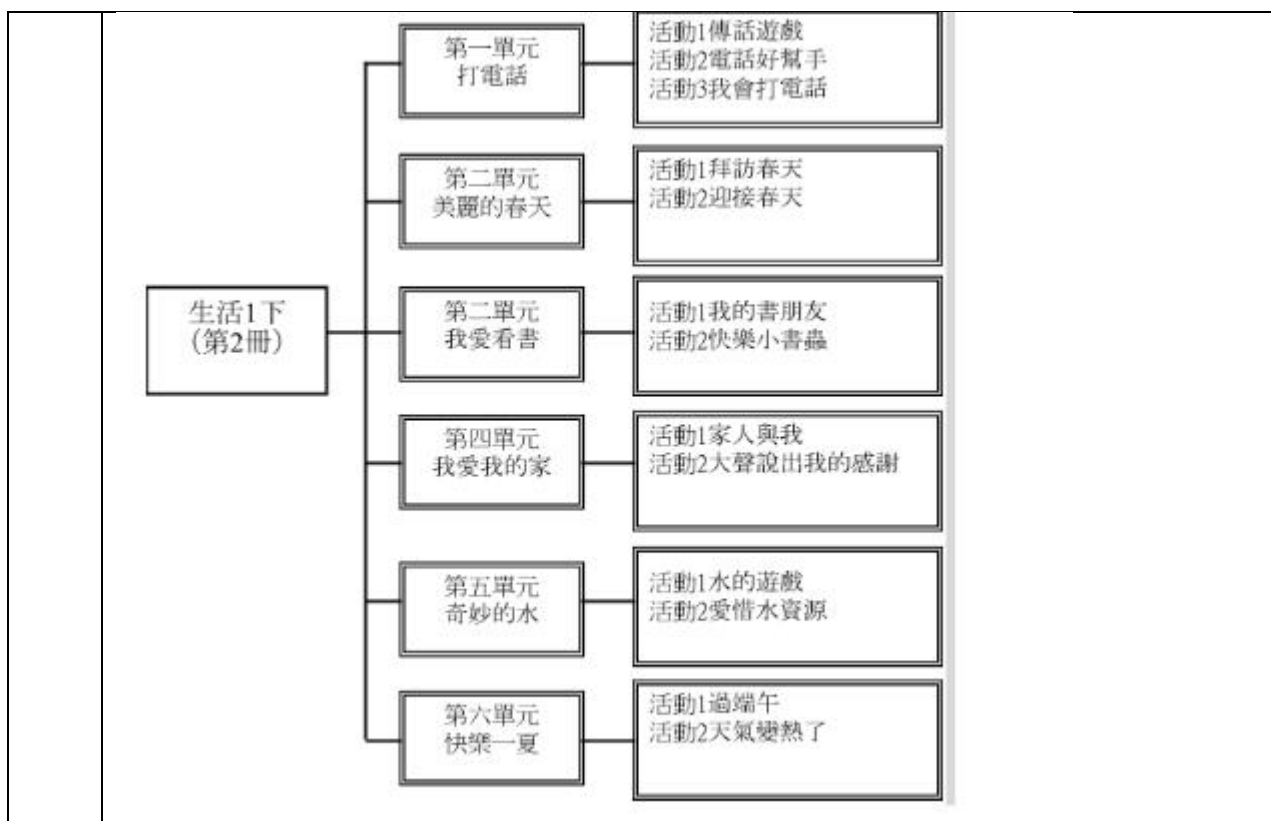 第一單元
打電話
活動1傳話遊戲
活動2電話好幫手
活動3我會打電話
第二單元
美麗的春天
活動1拜訪春天
活動2迎接春天
生活1下
（第2冊）
第二單元
我愛看書
活動1我的書朋友
活動2快樂小書蟲
第四單元
我愛我的家
活動1家人與我
活動2大聲說出我的感謝
第五單元
奇妙的水
活動1水的遊戲
活動2愛惜水資源
第六單元
快樂一夏
活動1過端午
活動2天氣變熱了